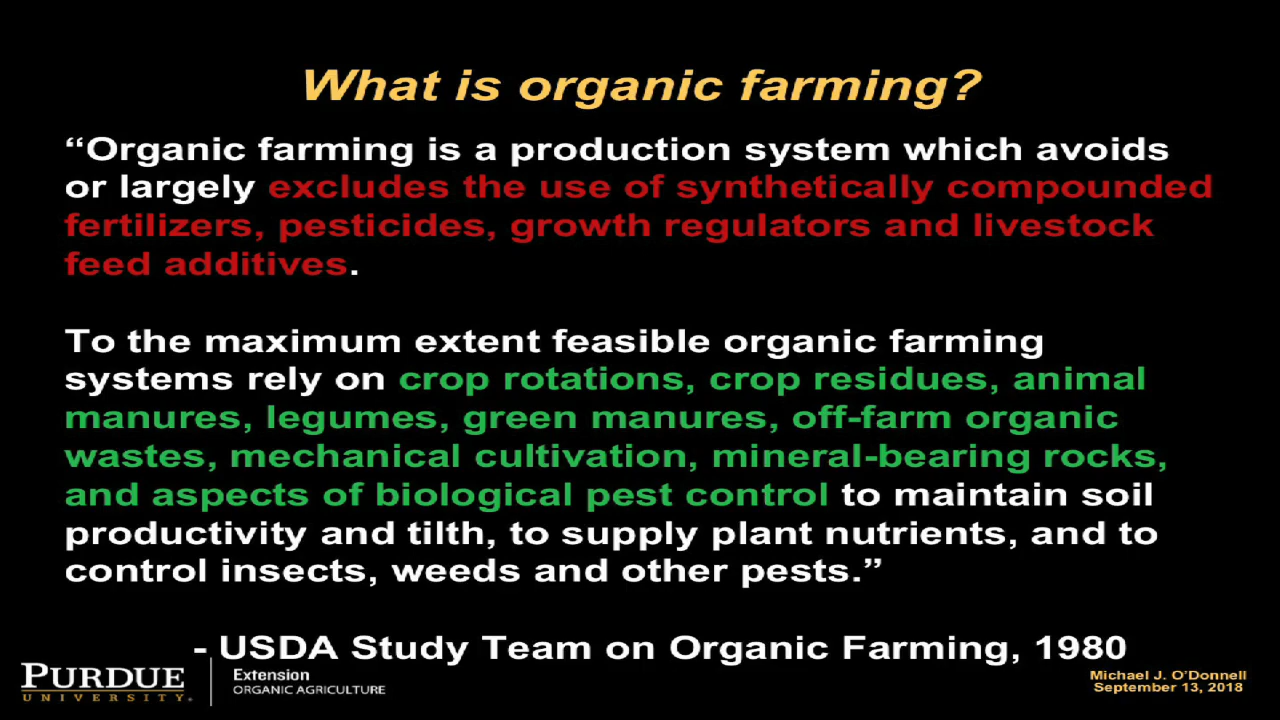 What is organic farming?
“Organic farming is a production system which avoids
or largely excludes the use of synthetically compounded
fertilizers, pesticides, growth regulators and livestock
feed additives.
To the maximum extent feasible organic farming
systems rely on crop rotations, crop residues, animal
manures, legumes, green manures, off-farm organic
wastes, mechanical cultivation, mineral-bearing rocks,
and aspects of biological pest control to maintain soil
productivity and tilth, to supply plant nutrients, and to
control insects, weeds and other pests.”
- USDA Study Team on Organic Farming, 1980
PURDUE
UNIVERSITY.
Extension
ORGANIC AGRICULTURE
Michael J. O'Donnell
September 13, 2018